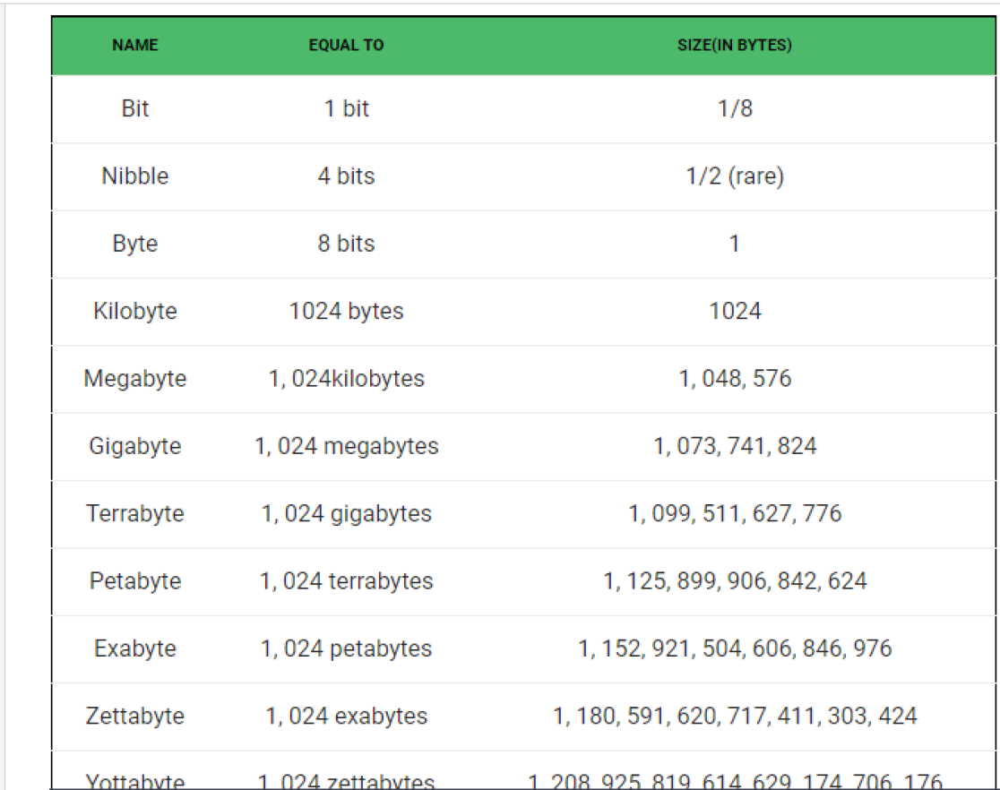 NAME EQUAL TO SIZE(IN BYTES)
Bit 1 bit 1/8
Nibble 4 bits 1/2 (rare)
Byte 8 bits 1
Kilobyte 1024 bytes 1024
Megabyte 1, 024kilobytes 1, 048, 576
Gigabyte 1, 024 megabytes 1, 073, 741, 824
Terrabyte 1, 024 gigabytes 1, 099, 511, 627, 776
Petabyte 1, 024 terrabytes 1, 125, 899, 906, 842, 624
Exabyte 1, 024 petabytes 1, 152, 921, 504, 606, 846, 976
Zettabyte 1, 024 exabytes 1, 180, 591, 620, 717, 411, 303, 424
Yottabyte 1, 024 zettabytes 1, 208, 925, 819, 614, 629, 174, 706, 176